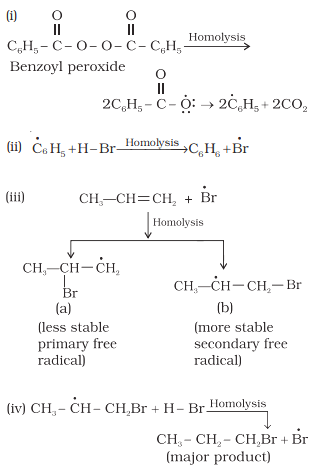 (i) O O
C₆H₅ – C – O – O – C – C₆H₅ Homolysis
Benzoyl peroxide
O
2C₆H₅ – C – Ȯ: → 2Ċ₆H₅ + 2CO₂
(ii) Ċ₆H₅ + H – Br Homolysis → C₆H₆ + Ḃr
(iii) CH₃—CH=CH₂ + Ḃr
Homolysis
CH₃—CH—ĊH₂
Br
CH₃—ĊH—CH₂—Br
(a) (b)
(less stable (more stable
primary free secondary free
radical) radical)
(iv) CH₃ – ĊH – CH₂Br + H – Br Homolysis
CH₃ – CH₂ – CH₂Br + Ḃr
(major product)